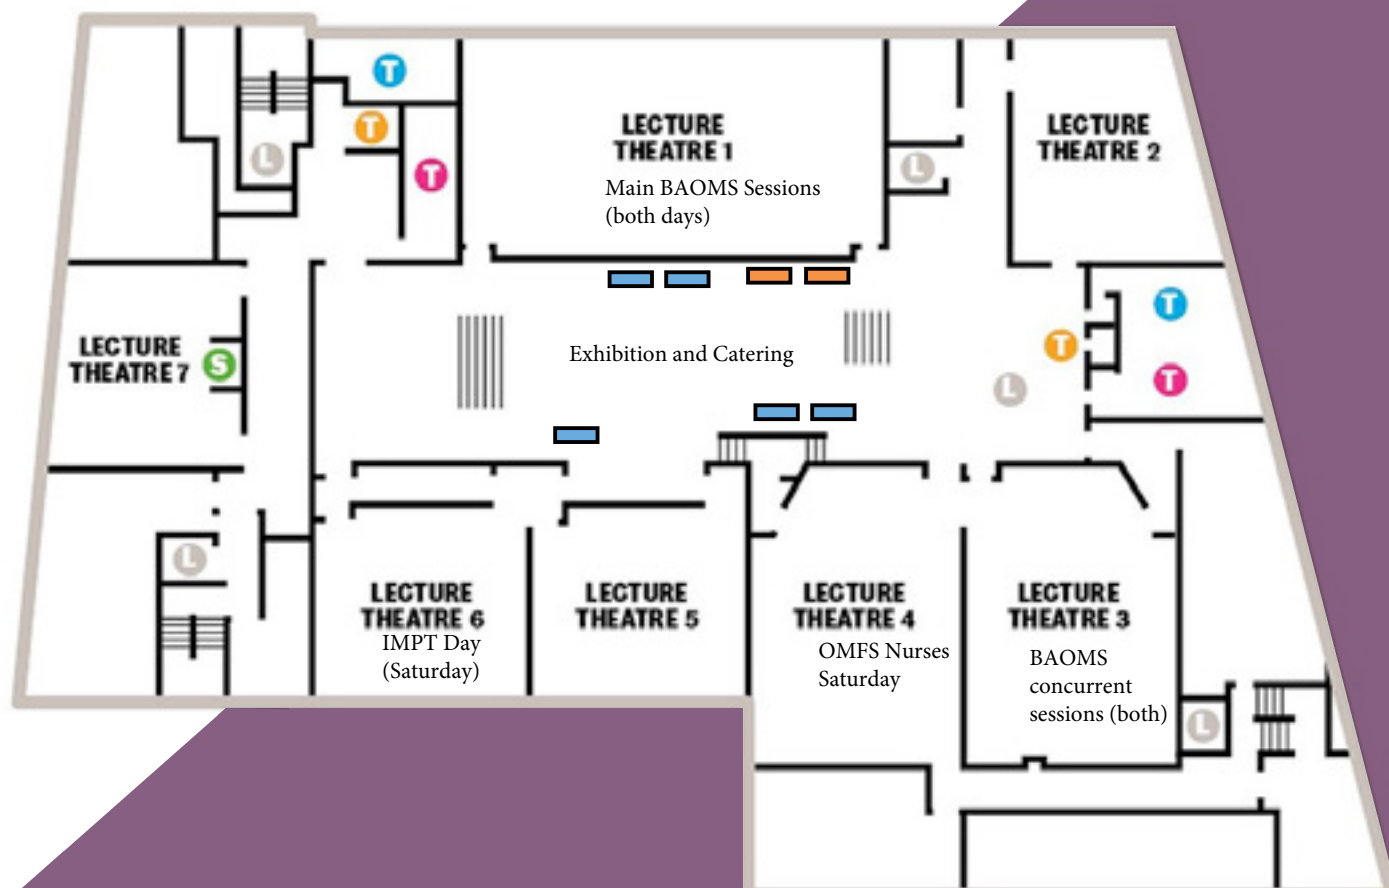 T
T
T
L
LECTURE
THEATRE 1
Main BAOMS Sessions
(both days)
L
LECTURE
THEATRE 2
LECTURE
THEATRE 7
S
Exhibition and Catering
T
T
T
L
L
LECTURE
THEATRE 6
IMPT Day
(Saturday)
LECTURE
THEATRE 5
LECTURE
THEATRE 4
OMFS Nurses
Saturday
LECTURE
THEATRE 3
BAOMS
concurrent
sessions (both)
L